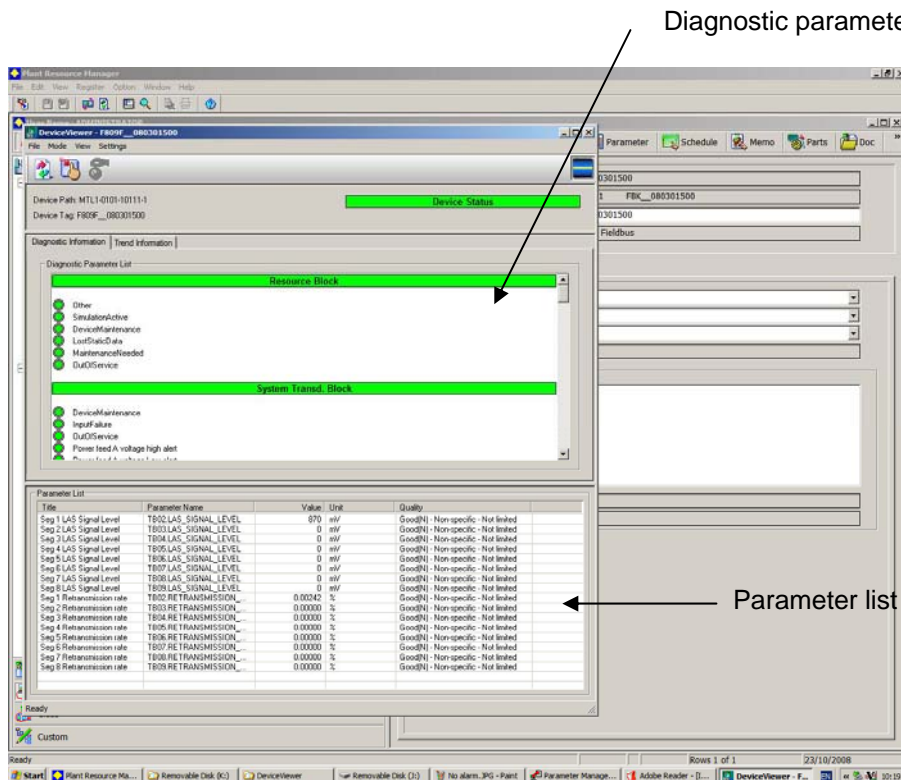 Diagnostic paramete
Plant Resource Manager
File Edit View Register Option Window Help
User Name : ADMINISTRATOR
DeviceViewer - F809F__080301500
File Mode View Settings
Parameter Schedule Memo Parts Doc
Device Path: MTL1-0101-10111-1
Device Status
Device Tag: F809F__080301500
0301500
1 FBK__080301500
0301500
Fieldbus
Diagnostic Information Trend Information
Diagnostic Parameter List
Resource Block
Other
SimulationActive
DeviceMaintenance
LostStaticData
MaintenanceNeeded
OutOfService
System Transd. Block
DeviceMaintenance
InputFailure
OutOfService
Power feed A voltage high alert
Parameter List
Title Parameter Name Value Unit Quality
Seg 1 LAS Signal Level TB02.LAS_SIGNAL_LEVEL 870 mV Good(N) - Non-specific - Not limited
Seg 2 LAS Signal Level TB03.LAS_SIGNAL_LEVEL 0 mV Good(N) - Non-specific - Not limited
Seg 3 LAS Signal Level TB04.LAS_SIGNAL_LEVEL 0 mV Good(N) - Non-specific - Not limited
Seg 4 LAS Signal Level TB05.LAS_SIGNAL_LEVEL 0 mV Good(N) - Non-specific - Not limited
Seg 5 LAS Signal Level TB06.LAS_SIGNAL_LEVEL 0 mV Good(N) - Non-specific - Not limited
Seg 6 LAS Signal Level TB07.LAS_SIGNAL_LEVEL 0 mV Good(N) - Non-specific - Not limited
Seg 7 LAS Signal Level TB08.LAS_SIGNAL_LEVEL 0 mV Good(N) - Non-specific - Not limited
Seg 8 LAS Signal Level TB09.LAS_SIGNAL_LEVEL 0 mV Good(N) - Non-specific - Not limited
Seg 1 Retransmission rate TB02.RETRANSMISSION_... 0.00242 % Good(N) - Non-specific - Not limited
Seg 2 Retransmission rate TB03.RETRANSMISSION_... 0.00000 % Good(N) - Non-specific - Not limited
Seg 3 Retransmission rate TB04.RETRANSMISSION_... 0.00000 % Good(N) - Non-specific - Not limited
Seg 4 Retransmission rate TB05.RETRANSMISSION_... 0.00000 % Good(N) - Non-specific - Not limited
Seg 5 Retransmission rate TB06.RETRANSMISSION_... 0.00000 % Good(N) - Non-specific - Not limited
Seg 6 Retransmission rate TB07.RETRANSMISSION_... 0.00000 % Good(N) - Non-specific - Not limited
Seg 7 Retransmission rate TB08.RETRANSMISSION_... 0.00000 % Good(N) - Non-specific - Not limited
Seg 8 Retransmission rate TB09.RETRANSMISSION_... 0.00000 % Good(N) - Non-specific - Not limited
Parameter list
Ready
Custom
Ready Rows 1 of 1 23/10/2008
Start Plant Resource Ma... Removable Disk (K:) DeviceViewer Removable Disk (J:) No alarm.JPG - Paint Parameter Manage... Adobe Reader - [I... DeviceViewer - F... EN 10:19